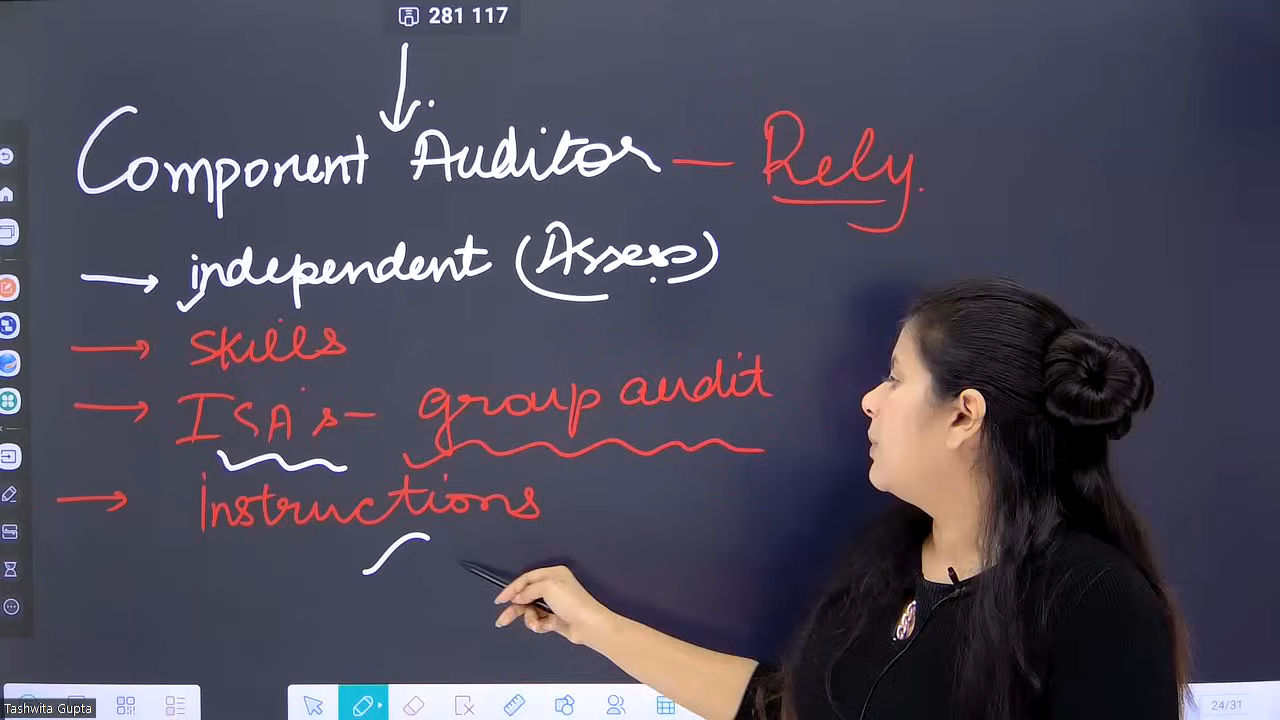 281 117
Component Auditor — Rely.
→ independent (Assess)
→ Skills
→ ISA's — group audit
→ Instructions
Tashwita Gupta
24/31